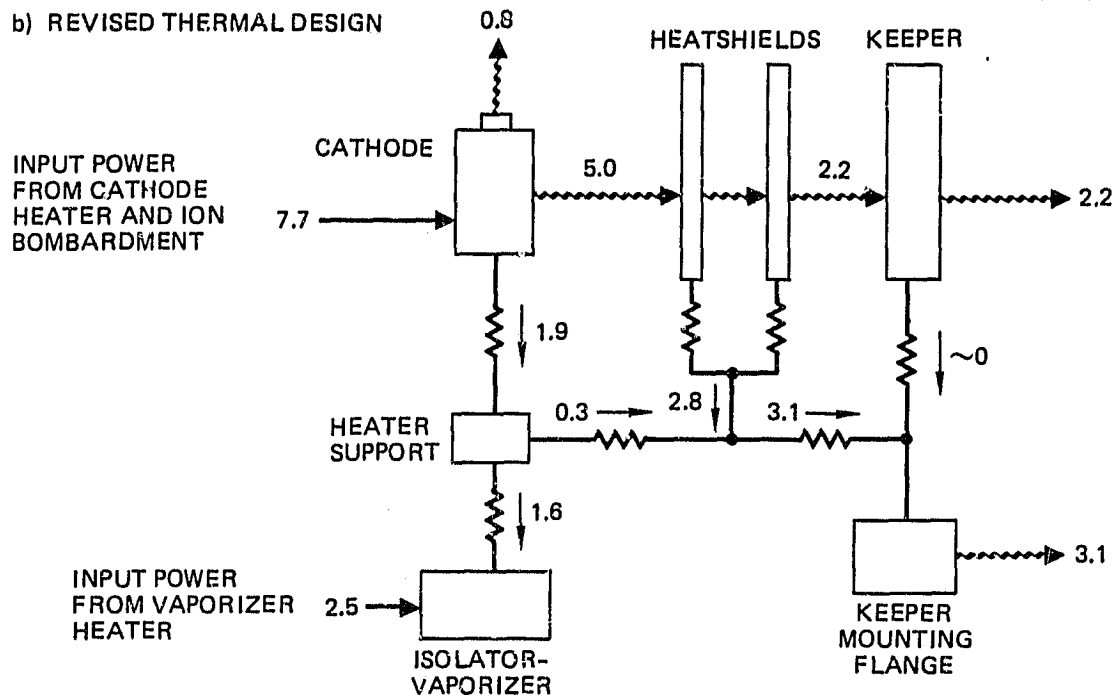 b) REVISED THERMAL DESIGN
0.8
HEATSHIELDS
KEEPER
CATHODE
INPUT POWER
FROM CATHODE
HEATER AND ION
BOMBARDMENT
7.7
5.0
2.2
2.2
1.9
~0
0.3
2.8
3.1
HEATER
SUPPORT
1.6
3.1
INPUT POWER
FROM VAPORIZER
HEATER
2.5
ISOLATOR-
VAPORIZER
KEEPER
MOUNTING
FLANGE